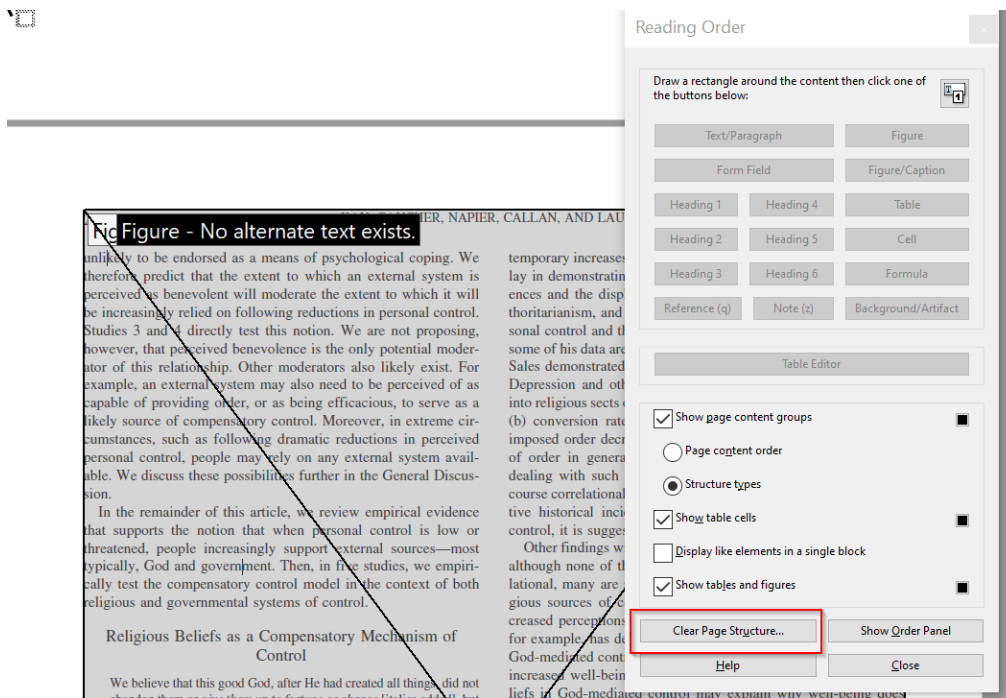 Reading Order
Draw a rectangle around the content then click one of
the buttons below:
Text/Paragraph
Figure
Form Field
Figure/Caption
Heading 1
Heading 4
Table
Heading 2
Heading 5
Cell
Heading 3
Heading 6
Formula
Reference (q)
Note (z)
Background/Artifact
Table Editor
Show page content groups
Page content order
Structure types
Show table cells
Display like elements in a single block
Show tables and figures
Clear Page Structure...
Show Order Panel
Help
Close
Fig
Figure - No alternate text exists.
NAPIER, CALLAN, AND
unlikely to be endorsed as a means of psychological coping. We
therefore predict that the extent to which an external system is
perceived as benevolent will moderate the extent to which it will
be increasingly relied on following reductions in personal control.
Studies 3 and 4 directly test this notion. We are not proposing,
however, that perceived benevolence is the only potential moder-
ator of this relationship. Other moderators also likely exist. For
example, an external system may also need to be perceived of as
capable of providing order, or as being efficacious, to serve as a
likely source of compensatory control. Moreover, in extreme cir-
cumstances, such as following dramatic reductions in perceived
personal control, people may rely on any external system avail-
able. We discuss these possibilities further in the General Discus-
sion.
In the remainder of this article, we review empirical evidence
that supports the notion that when personal control is low or
threatened, people increasingly support external sources—most
typically, God and government. Then, in five studies, we empiri-
cally test the compensatory control model in the context of both
religious and governmental systems of control.
Religious Beliefs as a Compensatory Mechanism of
Control
We believe that this good God, after He had created all things, did not
temporary increases
lay in demonstratin
ences and the disp
thoritarianism, and
sonal control and th
some of his data are
Sales demonstrated
Depression and oth
into religious sects
(b) conversion rate
imposed order decr
of order in genera
dealing with such
course correlational
tive historical inci
control, it is sugges
Other findings w
although none of th
lational, many are
gious sources of c
creased perceptions
for example, has de
God-mediated cont
increased well-bein
liefs in God-mediated control may explain why well-being does